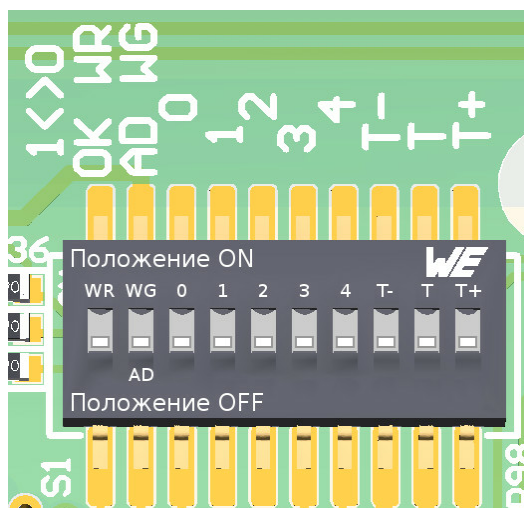 1<>0
OK WR
AD WG
0
1
2
3
4
T-
T
T+
36
Положение ON
WE
WR WG 0 1 2 3 4 T- T T+
AD
Положение OFF
S1